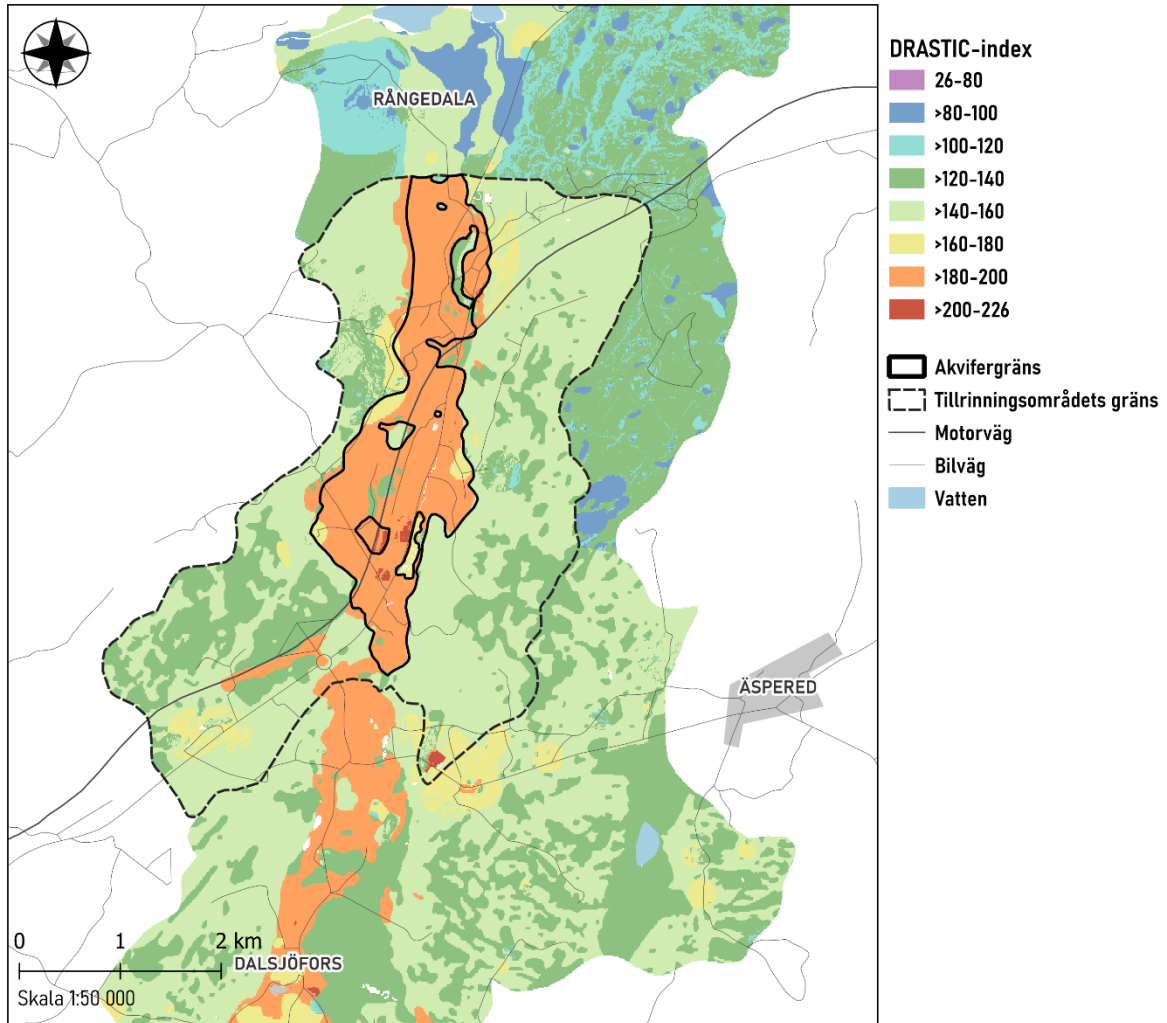 RÅNGEDALA
ÄSPERED
0 1 2 km
DALSJÖFORS
Skala 1:50 000
DRASTIC-index
26-80
>80-100
>100-120
>120-140
>140-160
>160-180
>180-200
>200-226
Akvifergräns
Tillrinningsområdets gräns
Motorväg
Bilväg
Vatten